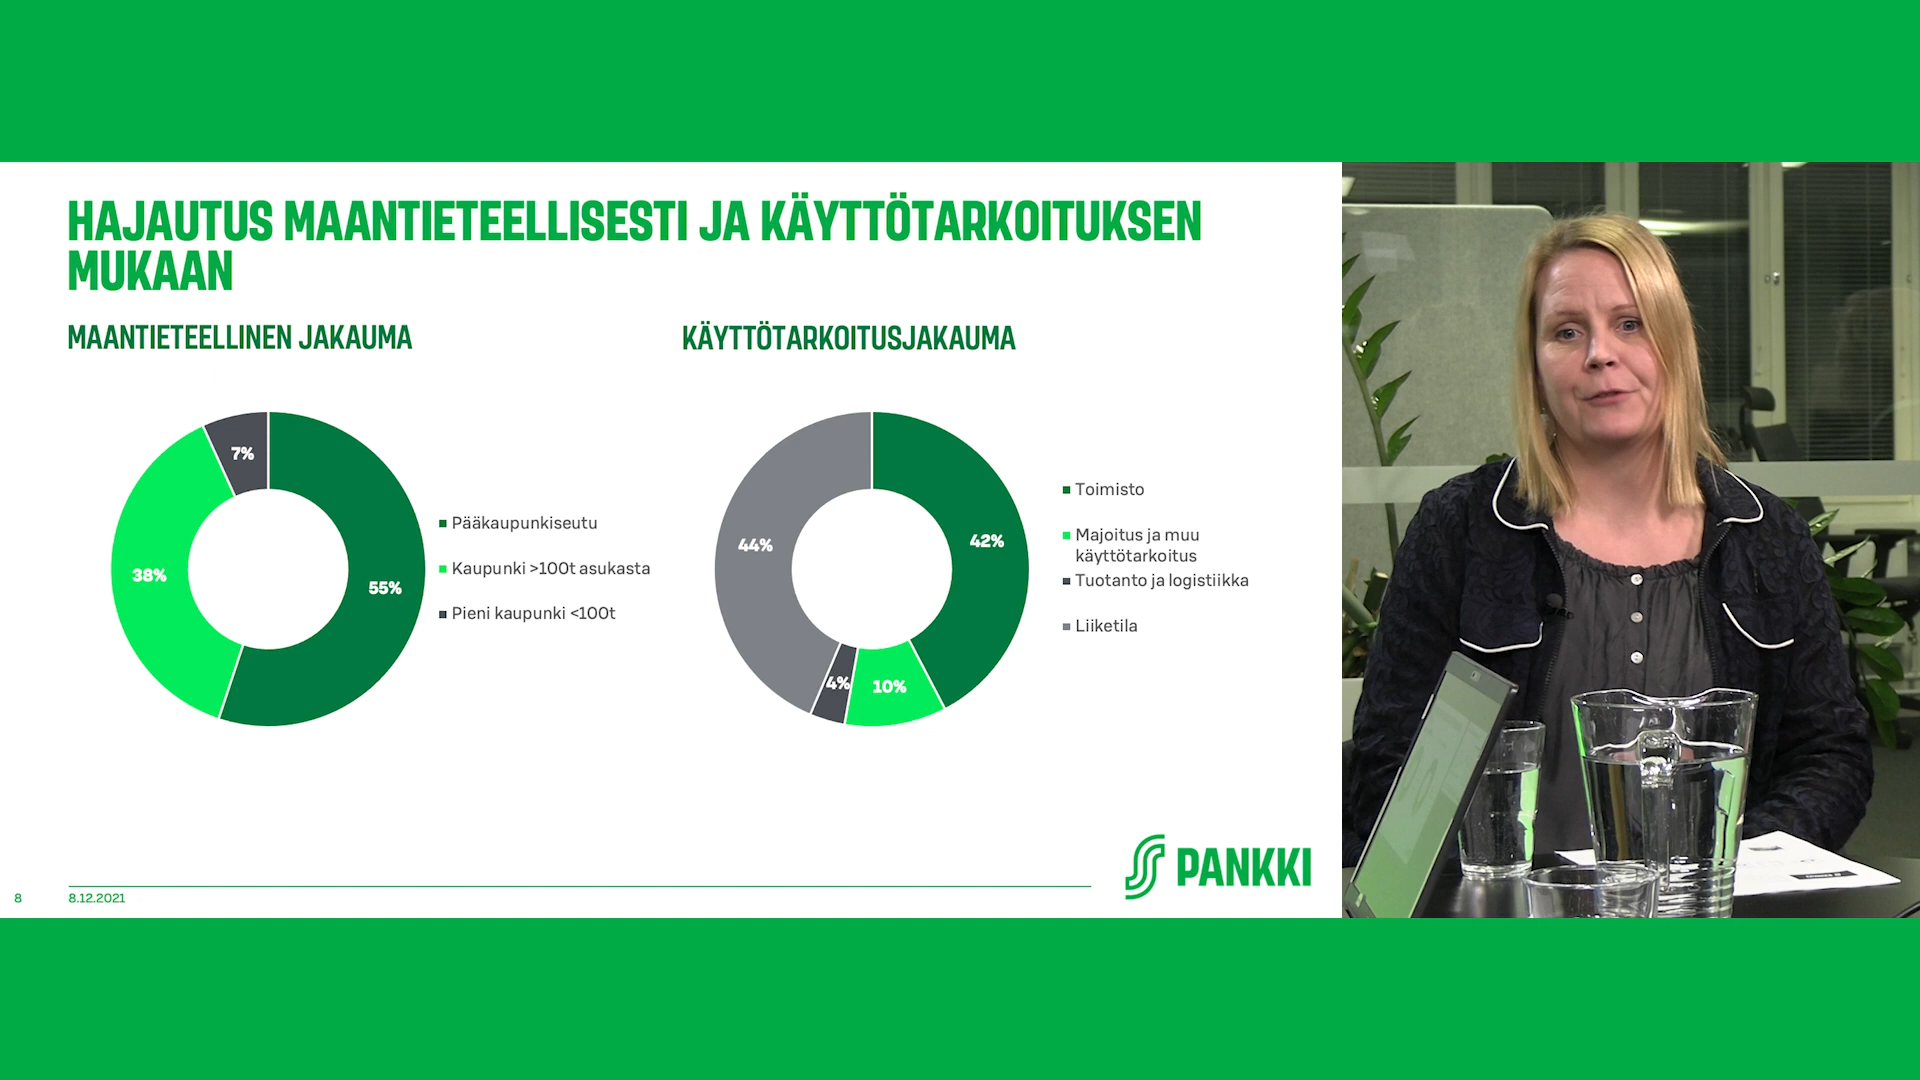 HAJAUTUS MAANTIETEELLISESTI JA KÄYTTÖTARKOITUKSEN
MUKAAN
MAANTIETEELLINEN JAKAUMA
7%
38%
55%
Pääkaupunkiseutu
Kaupunki >100t asukasta
Pieni kaupunki <100t
KÄYTTÖTARKOITUSJAKAUMA
44%
42%
4%
10%
Toimisto
Majoitus ja muu
käyttötarkoitus
Tuotanto ja logistiikka
Liiketila
PANKKI
8
8.12.2021